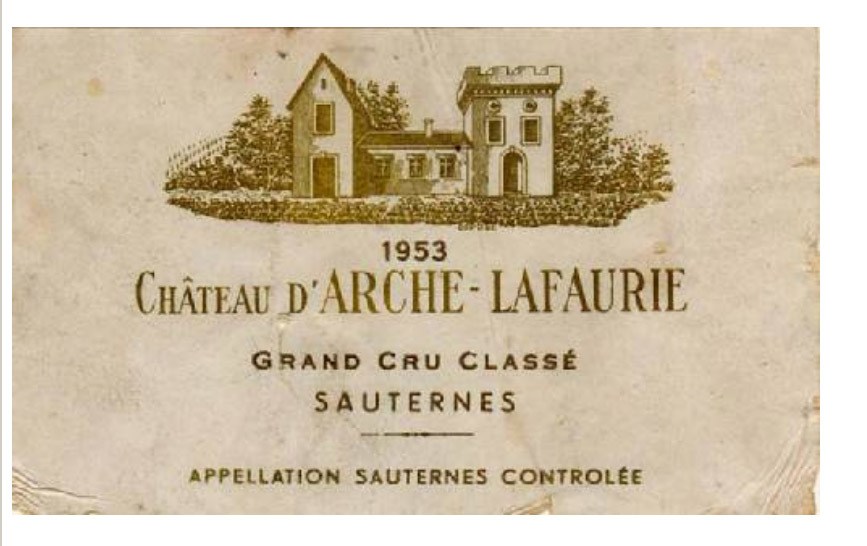 1953
CHÂTEAU D'ARCHE-LAFAURIE
GRAND CRU CLASSÉ
SAUTERNES
APPELLATION SAUTERNES CONTROLÉE